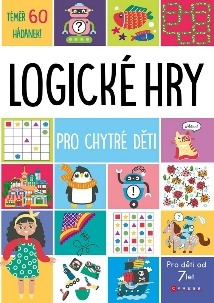 TÉMĚŘ 60
HÁDANEK!
LOGICKÉ HRY
PRO CHYTRÉ DĚTI
Pro děti od
7 let